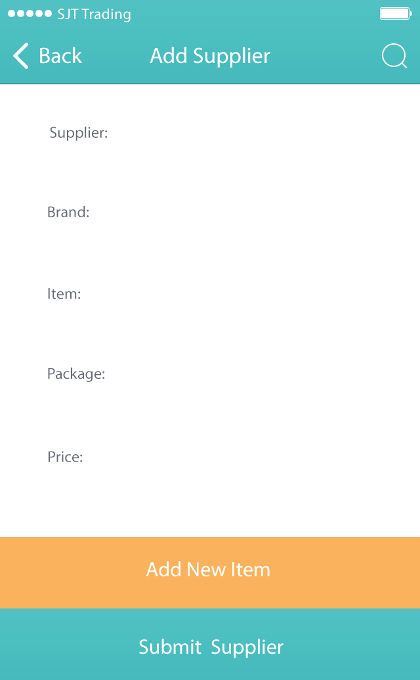 SJT Trading
Back Add Supplier
Supplier:
Brand:
Item:
Package:
Price:
Add New Item
Submit Supplier